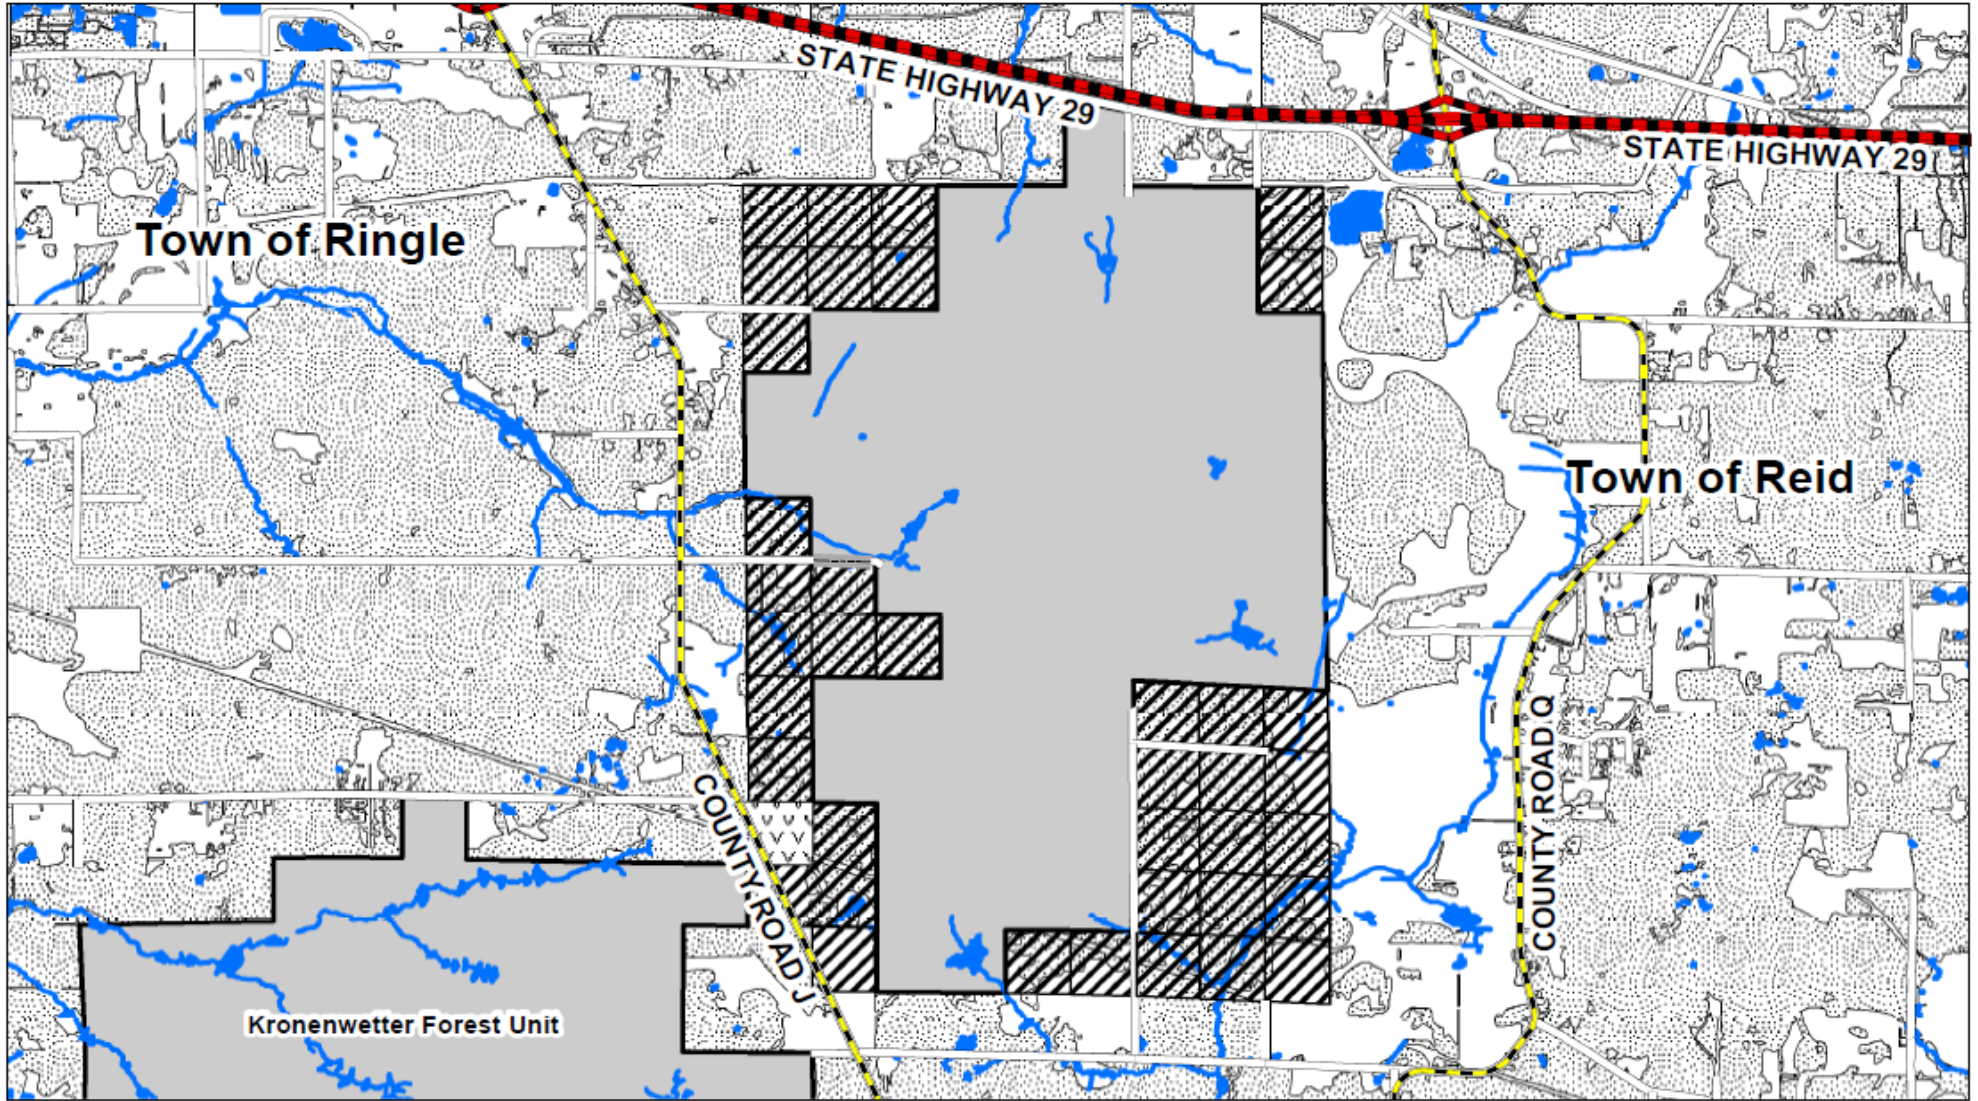 STATE HIGHWAY 29
STATE HIGHWAY 29
Town of Ringle
Town of Reid
COUNTY ROAD Q
COUNTY ROAD J
Kronenwetter Forest Unit